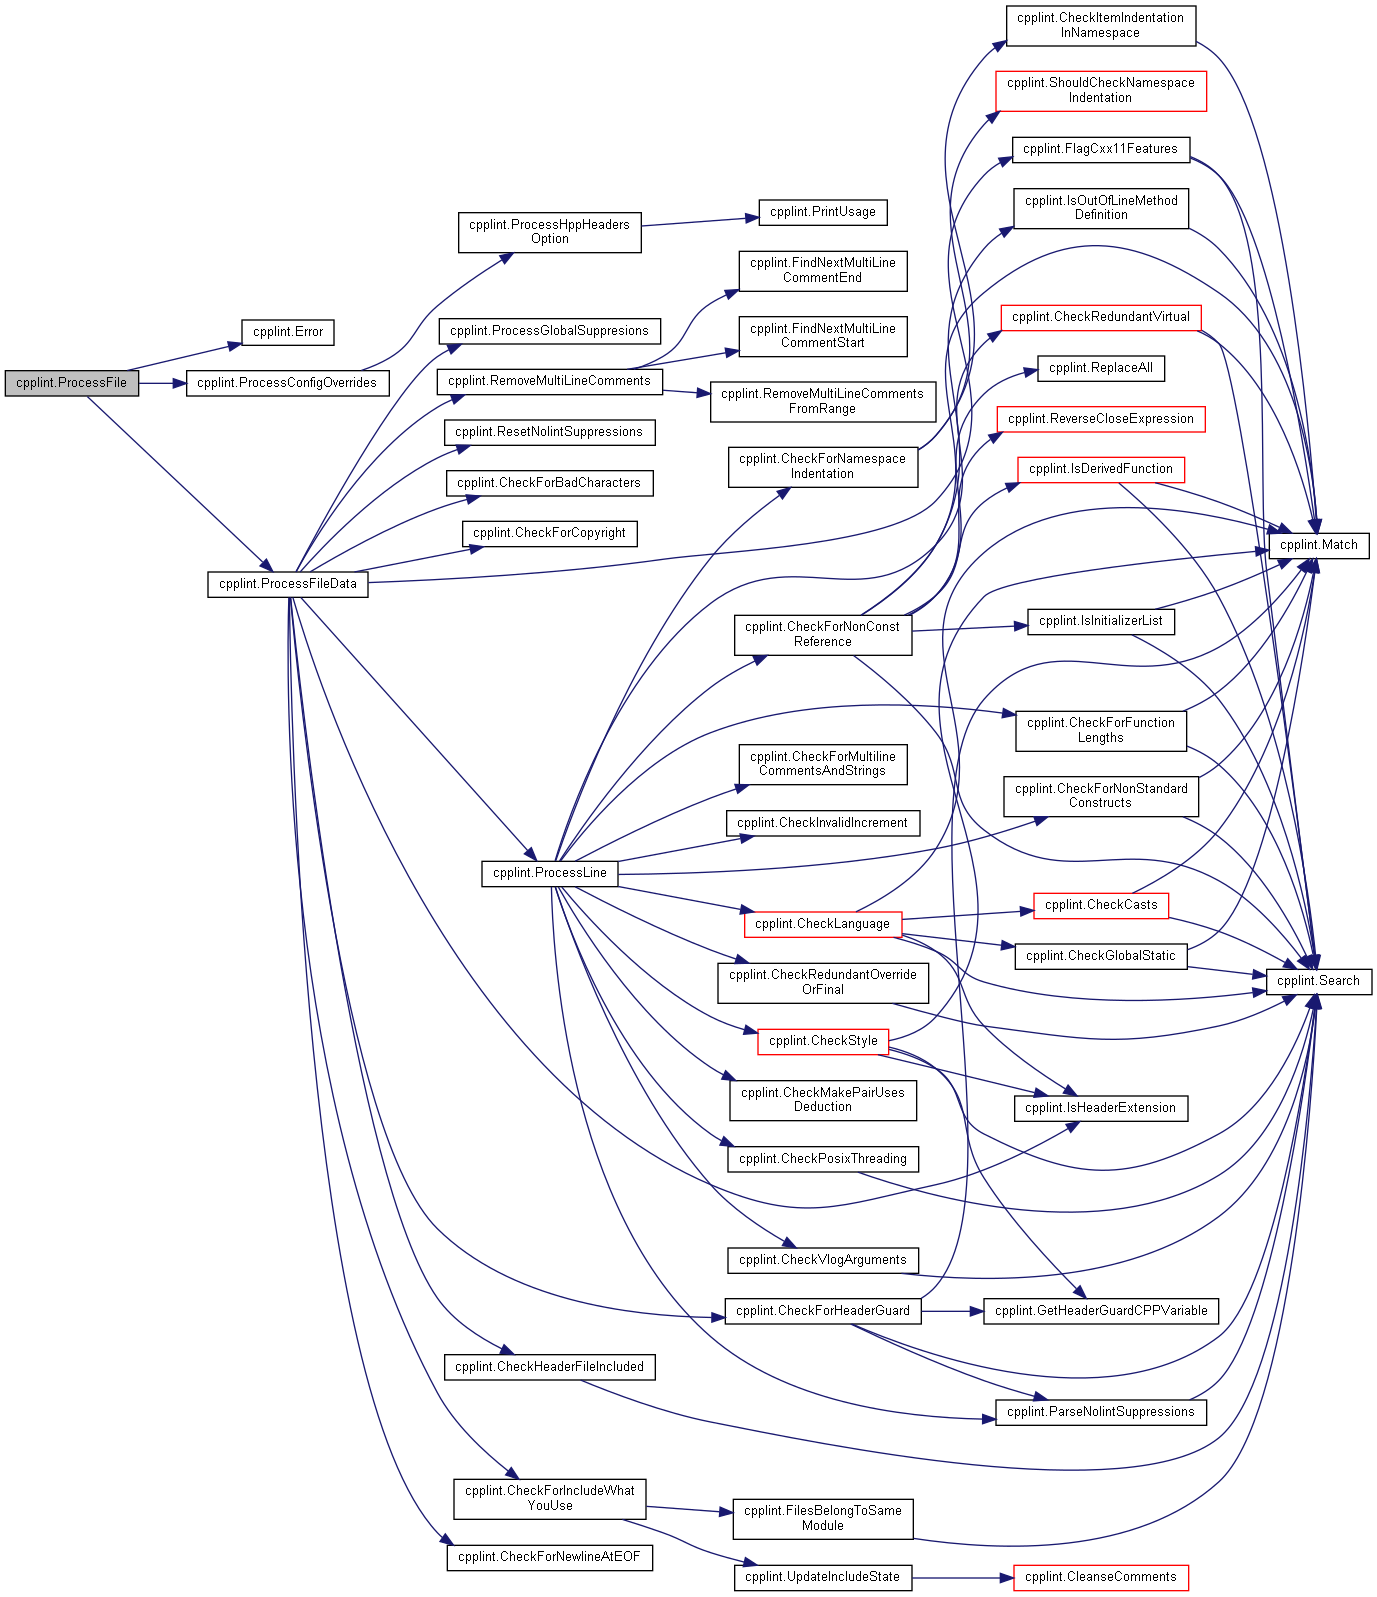 cpplint.CheckItemIndentation
InNamespace
cpplint.ShouldCheckNamespace
Indentation
cpplint.FlagCxx11Features
cpplint.IsOutOfLineMethod
Definition
cpplint.PrintUsage
cpplint.ProcessHppHeaders
Option
cpplint.FindNextMultiLine
CommentEnd
cpplint.CheckRedundantVirtual
cpplint.Error
cpplint.ProcessGlobalSuppresions
cpplint.FindNextMultiLine
CommentStart
cpplint.ReplaceAll
cpplint.ProcessFile
cpplint.ProcessConfigOverrides
cpplint.RemoveMultiLineComments
cpplint.RemoveMultiLineComments
FromRange
cpplint.ReverseCloseExpression
cpplint.ResetNolintSuppressions
cpplint.CheckForNamespace
Indentation
cpplint.IsDerivedFunction
cpplint.CheckForBadCharacters
cpplint.CheckForCopyright
cpplint.Match
cpplint.ProcessFileData
cpplint.CheckForNonConst
Reference
cpplint.IsInitializerList
cpplint.CheckForFunction
Lengths
cpplint.CheckForMultiline
CommentsAndStrings
cpplint.CheckForNonStandard
Constructs
cpplint.CheckInvalidIncrement
cpplint.ProcessLine
cpplint.CheckCasts
cpplint.CheckLanguage
cpplint.CheckGlobalStatic
cpplint.CheckRedundantOverride
OrFinal
cpplint.Search
cpplint.CheckStyle
cpplint.CheckMakePairUses
Deduction
cpplint.IsHeaderExtension
cpplint.CheckPosixThreading
cpplint.CheckVlogArguments
cpplint.CheckForHeaderGuard
cpplint.GetHeaderGuardCPPVariable
cpplint.CheckHeaderFileIncluded
cpplint.ParseNolintSuppressions
cpplint.CheckForIncludeWhat
YouUse
cpplint.FilesBelongToSame
Module
cpplint.CheckForNewlineAtEOF
cpplint.UpdateIncludeState
cpplint.CleanseComments